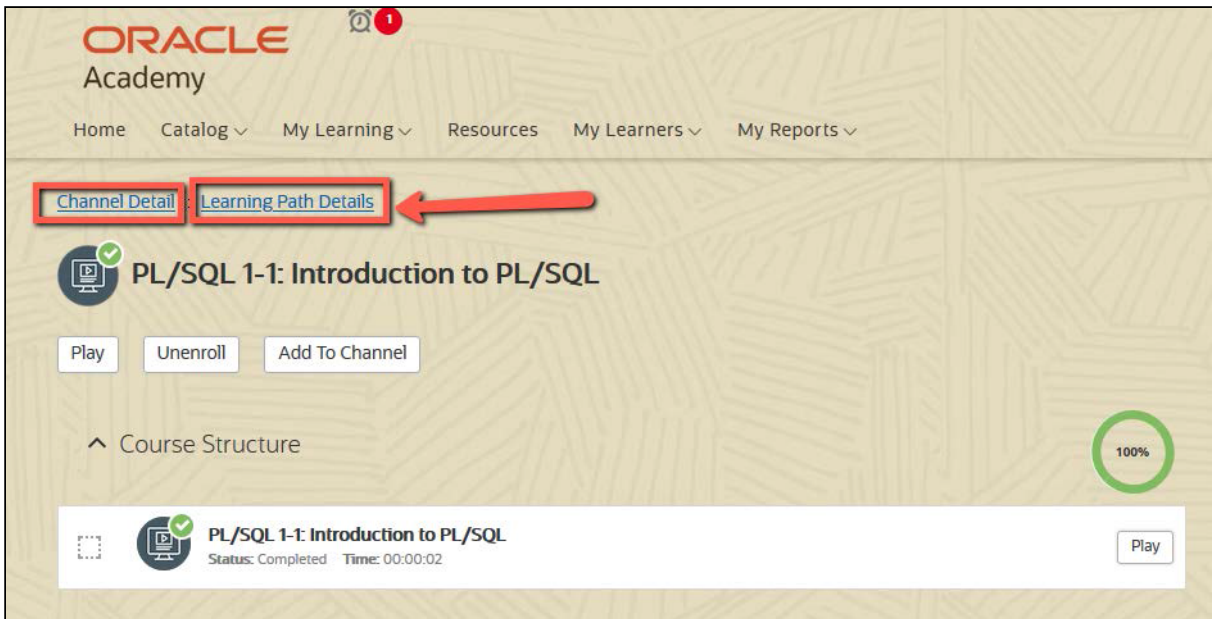 ORACLE
Academy
1
Home Catalog My Learning Resources My Learners My Reports
Channel Detail : Learning Path Details
PL/SQL 1-1: Introduction to PL/SQL
Play Unenroll Add To Channel
Course Structure
100%
PL/SQL 1-1: Introduction to PL/SQL
Status: Completed Time: 00:00:02
Play